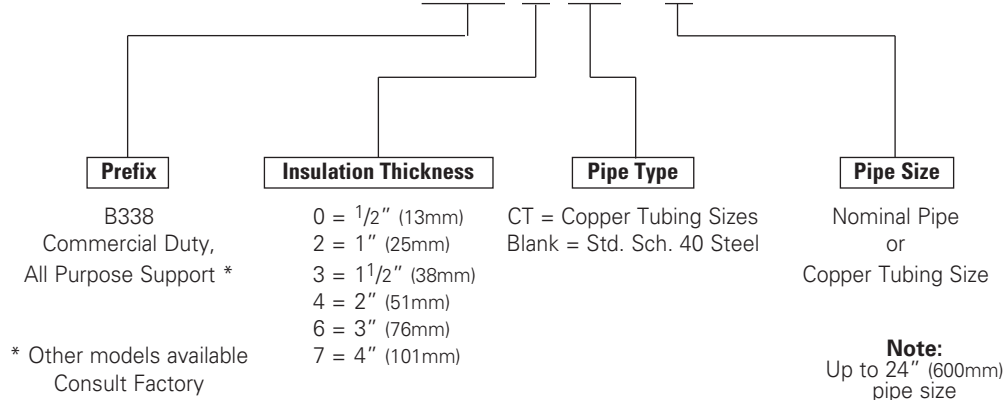 Prefix
B338
Commercial Duty,
All Purpose Support *
* Other models available
Consult Factory
Insulation Thickness
0 = 1/2" (13mm)
2 = 1" (25mm)
3 = 11/2" (38mm)
4 = 2" (51mm)
6 = 3" (76mm)
7 = 4" (101mm)
Pipe Type
CT = Copper Tubing Sizes
Blank = Std. Sch. 40 Steel
Pipe Size
Nominal Pipe
or
Copper Tubing Size
Note:
Up to 24" (600mm)
pipe size